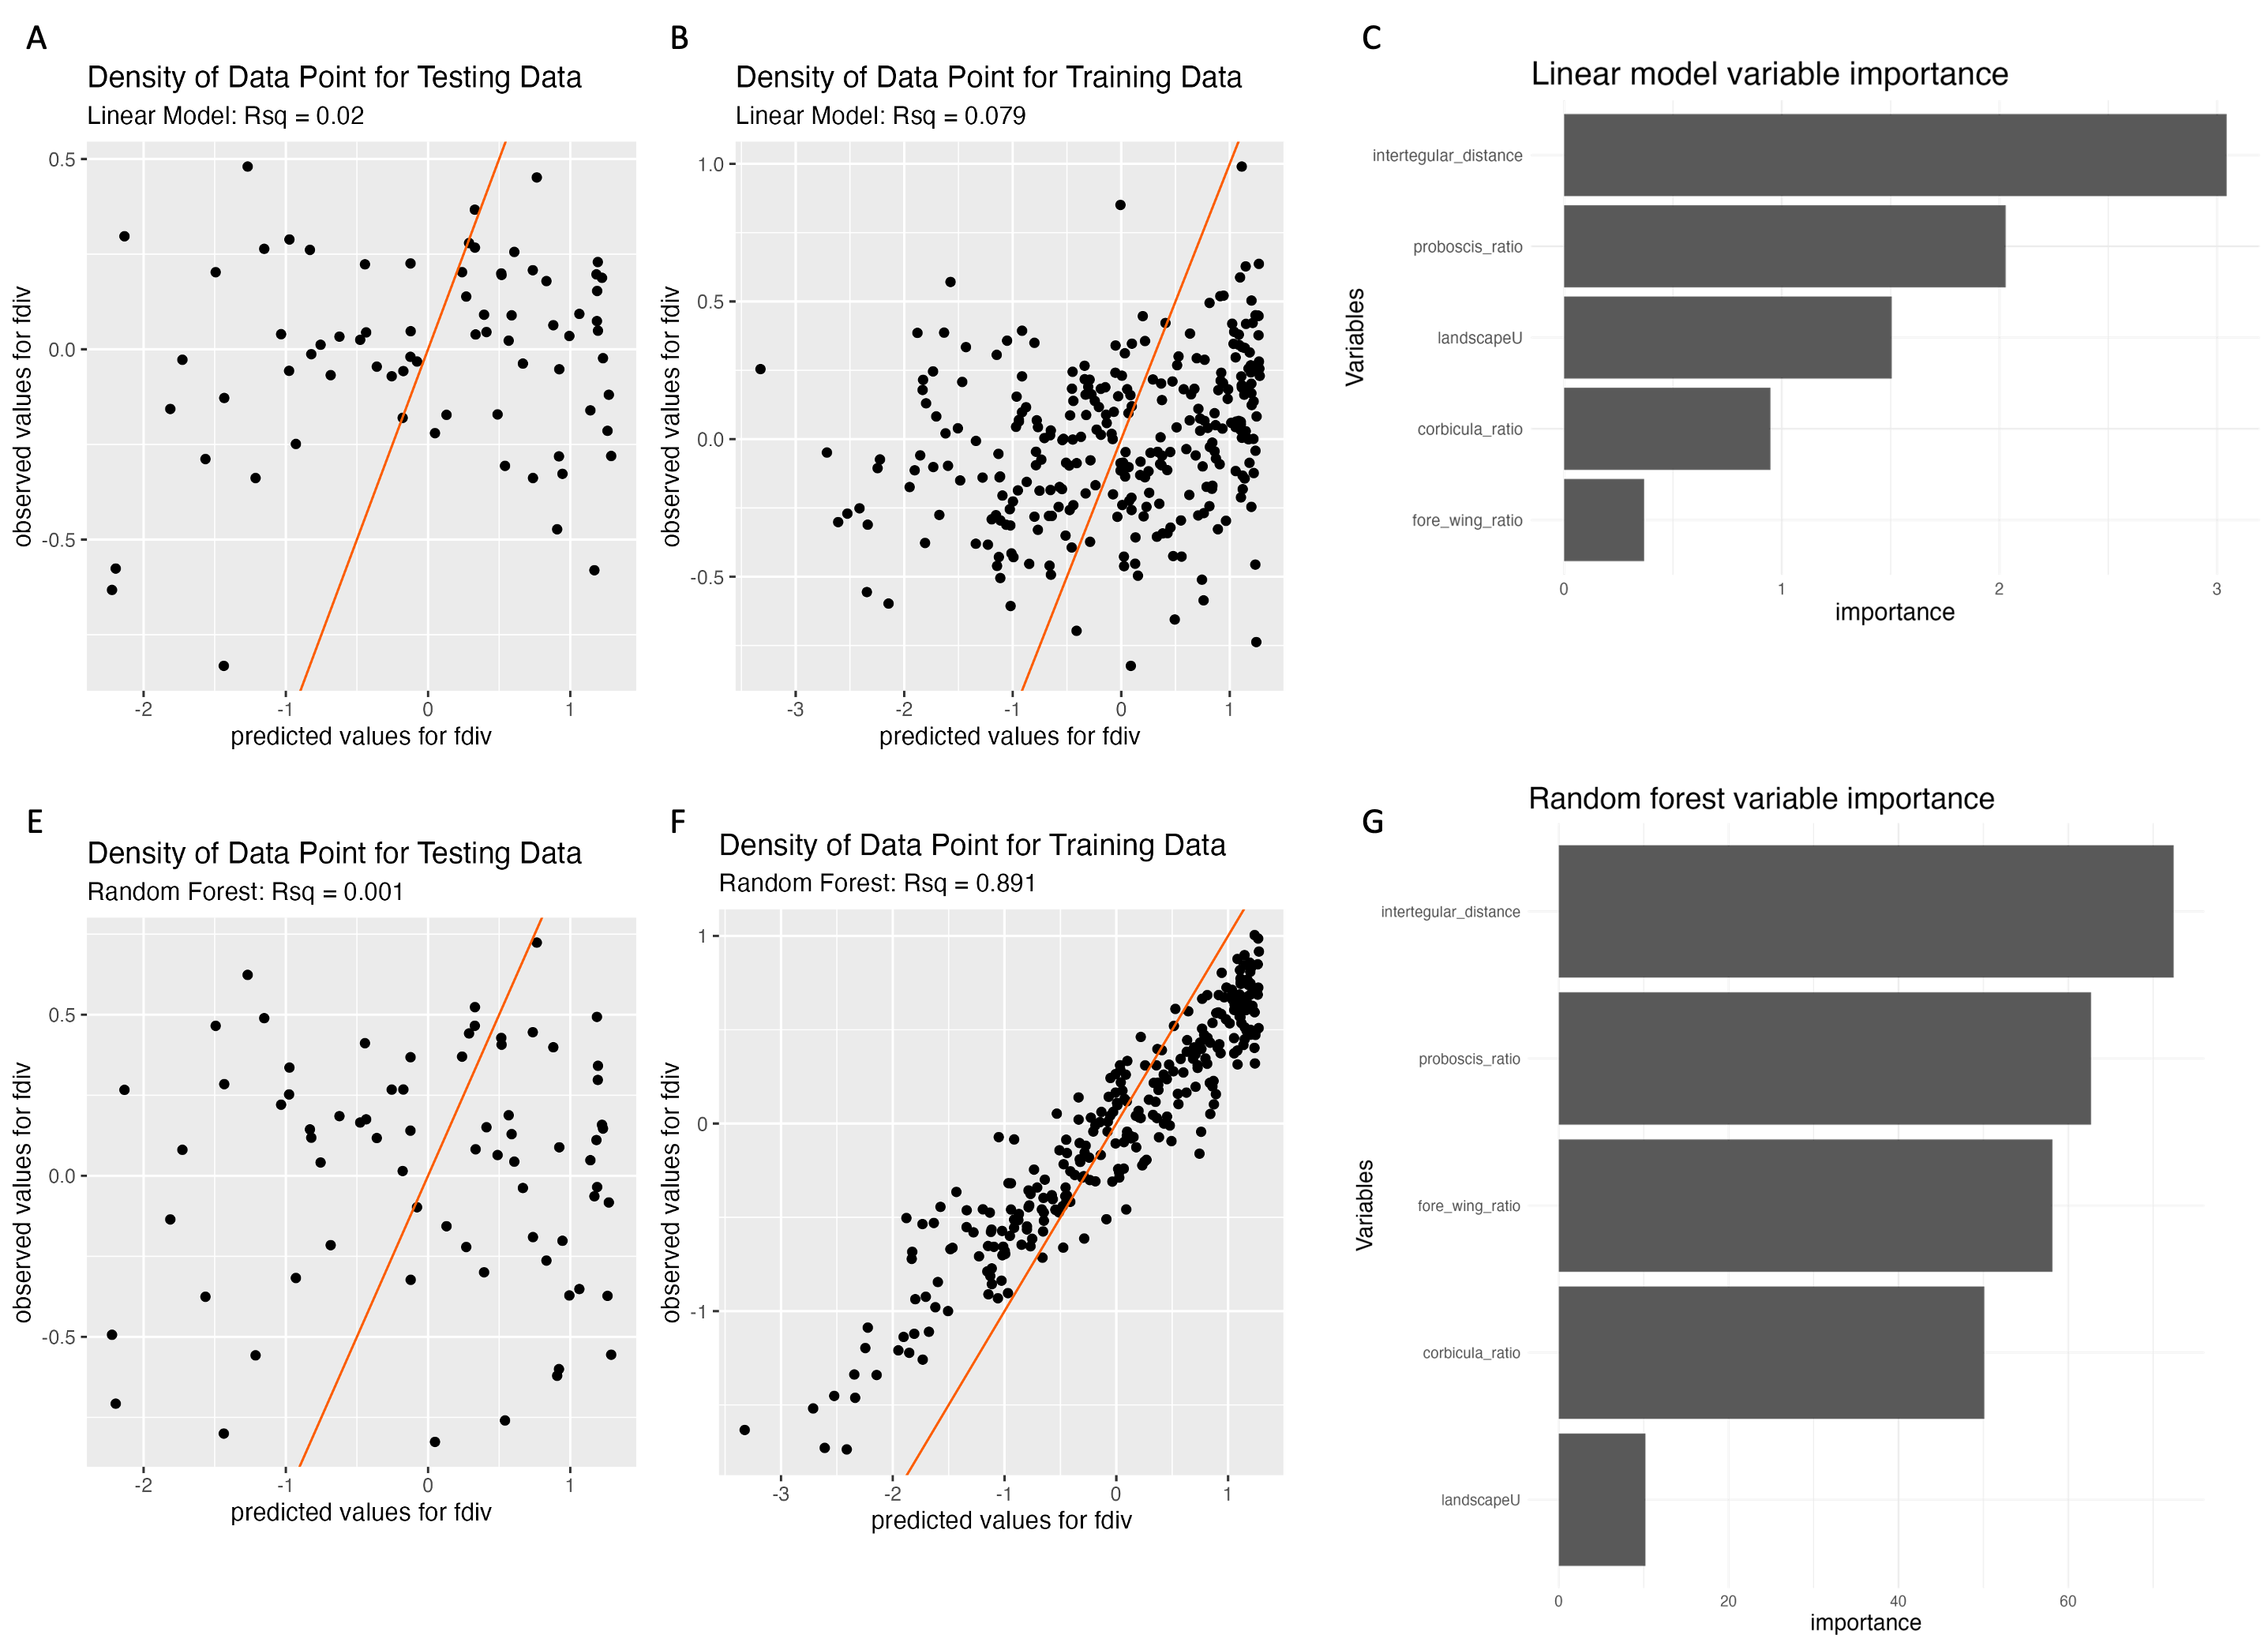 A
Density of Data Point for Testing Data
Linear Model: Rsq = 0.02
0.5
0.0
-0.5
observed values for fdiv
-2 -1 0 1
predicted values for fdiv
B
Density of Data Point for Training Data
Linear Model: Rsq = 0.079
1.0
0.5
0.0
-0.5
observed values for fdiv
-3 -2 -1 0 1
predicted values for fdiv
C
Linear model variable importance
Variables
intertegular_distance
proboscis_ratio
landscapeU
corbicula_ratio
fore_wing_ratio
0 1 2 3
importance
E
Density of Data Point for Testing Data
Random Forest: Rsq = 0.001
0.5
0.0
-0.5
observed values for fdiv
-2 -1 0 1
predicted values for fdiv
F
Density of Data Point for Training Data
Random Forest: Rsq = 0.891
1
0
-1
observed values for fdiv
-3 -2 -1 0 1
predicted values for fdiv
G
Random forest variable importance
Variables
intertegular_distance
proboscis_ratio
fore_wing_ratio
corbicula_ratio
landscapeU
0 20 40 60
importance